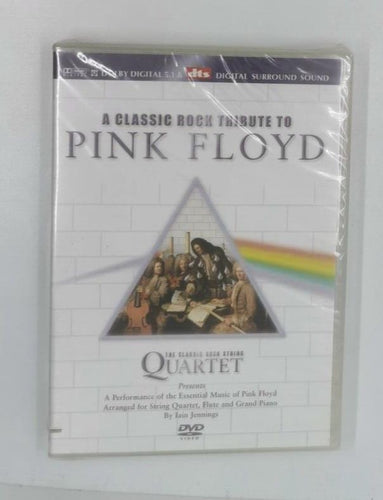 DOLBY DIGITAL 5.1 & dts DIGITAL SURROUND SOUND
A CLASSIC ROCK TRIBUTE TO
PINK FLOYD
THE CLASSIC ROCK STRING
QUARTET
Presents
A Performance of the Essential Music of Pink Floyd
Arranged for String Quartet, Flute and Grand Piano
By Iain Jennings
DVD
VIDEO